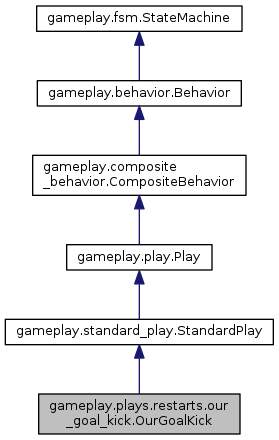 gameplay.fsm.StateMachine
gameplay.behavior.Behavior
gameplay.composite
_behavior.CompositeBehavior
gameplay.play.Play
gameplay.standard_play.StandardPlay
gameplay.plays.restarts.our
_goal_kick.OurGoalKick